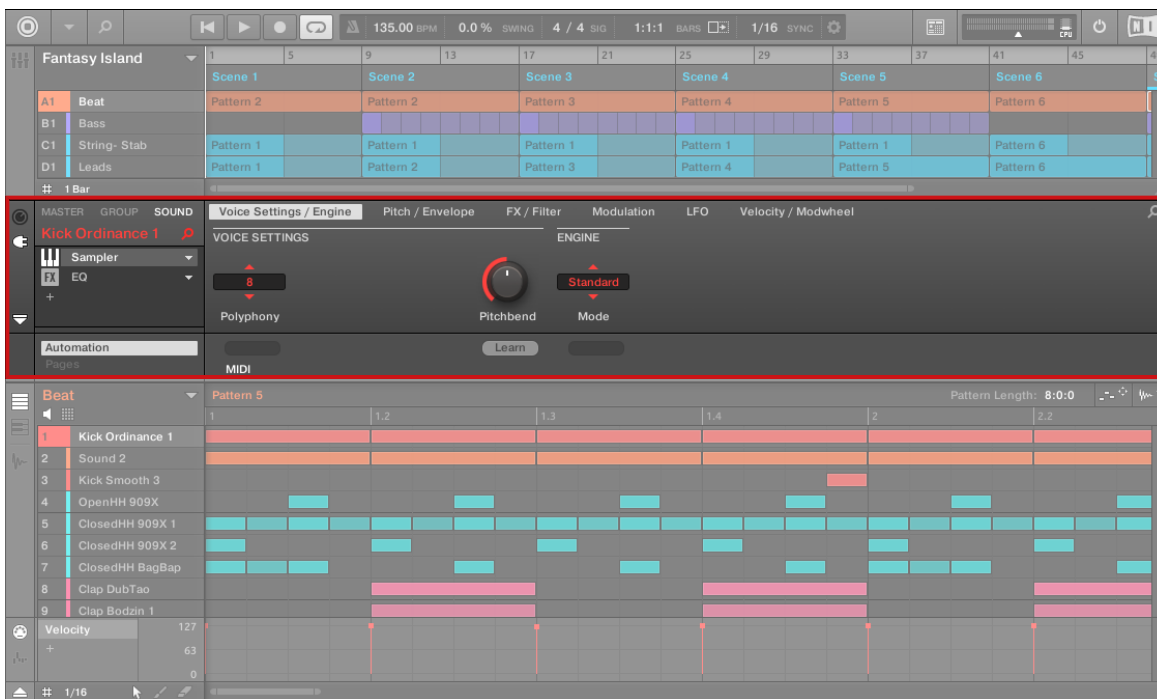 135.00 BPM 0.0 % SWING 4 / 4 SIG 1:1:1 BARS 1/16 SYNC CPU NI
Fantasy Island 1 5 9 13 17 21 25 29 33 37 41 45 4
Scene 1 Scene 2 Scene 3 Scene 4 Scene 5 Scene 6
A1 Beat Pattern 2 Pattern 2 Pattern 3 Pattern 4 Pattern 5 Pattern 6
B1 Bass
C1 String- Stab Pattern 1 Pattern 1 Pattern 1 Pattern 1 Pattern 1 Pattern 6
D1 Leads Pattern 1 Pattern 2 Pattern 3 Pattern 4 Pattern 5 Pattern 6
# 1 Bar
MASTER GROUP SOUND Voice Settings / Engine Pitch / Envelope FX / Filter Modulation LFO Velocity / Modwheel
Kick Ordinance 1 VOICE SETTINGS ENGINE
Sampler
FX EQ 8 Standard
+
Polyphony Pitchbend Mode
Automation Learn
Pages MIDI
Beat Pattern 5 Pattern Length: 8:0:0
1 1.2 1.3 1.4 2 2.2
1 Kick Ordinance 1
2 Sound 2
3 Kick Smooth 3
4 OpenHH 909X
5 ClosedHH 909X 1
6 ClosedHH 909X 2
7 ClosedHH BagBap
8 Clap DubTao
9 Clap Bodzin 1
Velocity 127
+ 63
0
# 1/16